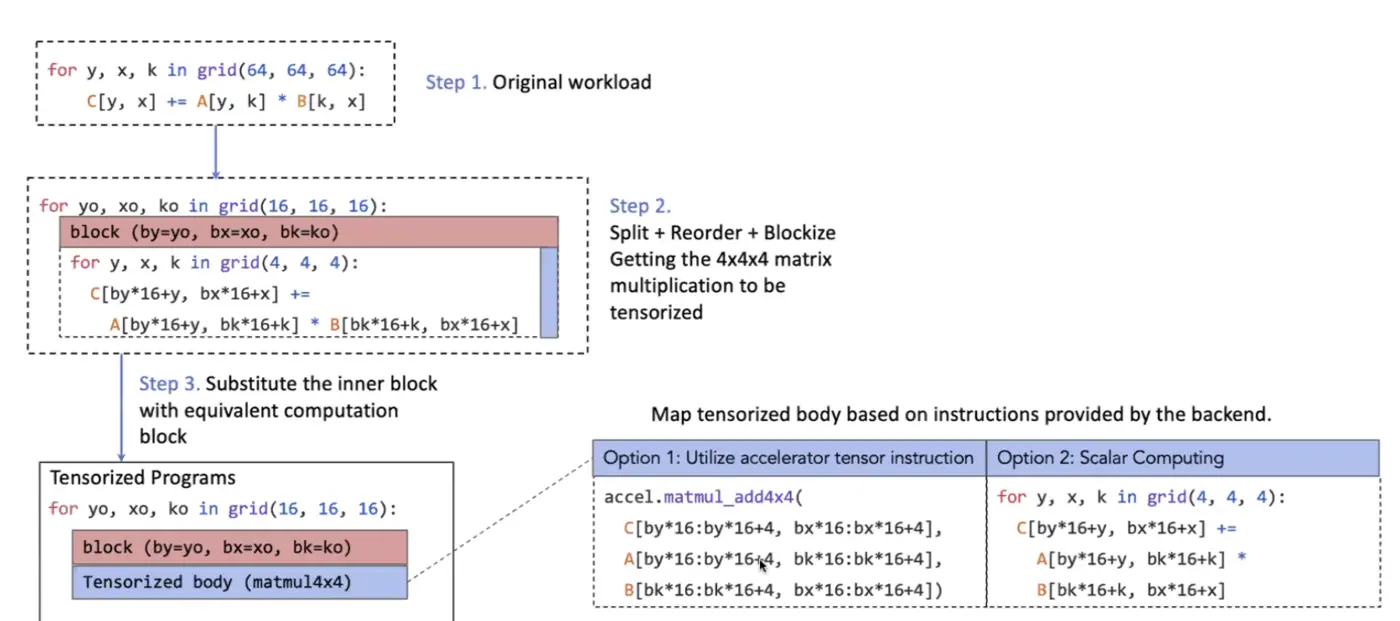 for y, x, k in grid(64, 64, 64):
C[y, x] += A[y, k] * B[k, x]
Step 1. Original workload
for yo, xo, ko in grid(16, 16, 16):
block (by=yo, bx=xo, bk=ko)
for y, x, k in grid(4, 4, 4):
C[by*16+y, bx*16+x] +=
A[by*16+y, bk*16+k] * B[bk*16+k, bx*16+x]
Step 2.
Split + Reorder + Blockize
Getting the 4x4x4 matrix
multiplication to be
tensorized
Step 3. Substitute the inner block
with equivalent computation
block
Tensorized Programs
for yo, xo, ko in grid(16, 16, 16):
block (by=yo, bx=xo, bk=ko)
Tensorized body (matmul4x4)
Map tensorized body based on instructions provided by the backend.
Option 1: Utilize accelerator tensor instruction
accel.matmul_add4x4(
C[by*16:by*16+4, bx*16:bx*16+4],
A[by*16:by*16+4, bk*16:bk*16+4],
B[bk*16:bk*16+4, bx*16:bx*16+4])
Option 2: Scalar Computing
for y, x, k in grid(4, 4, 4):
C[by*16+y, bx*16+x] +=
A[by*16+y, bk*16+k] *
B[bk*16+k, bx*16+x]